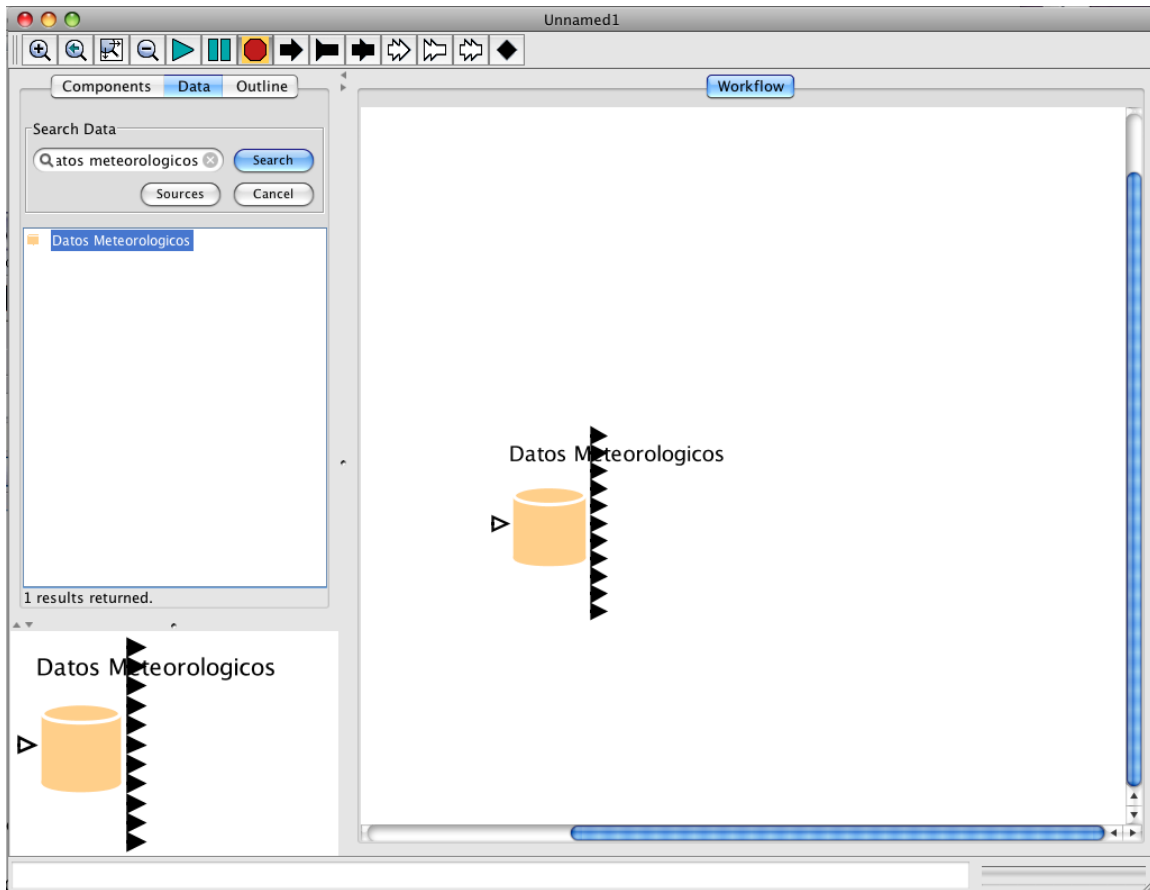 Unnamed1
Components Data Outline
Workflow
Search Data
atos meteorologicos Search
Sources Cancel
Datos Meteorologicos
Datos Meteorologicos
1 results returned.
Datos Meteorologicos